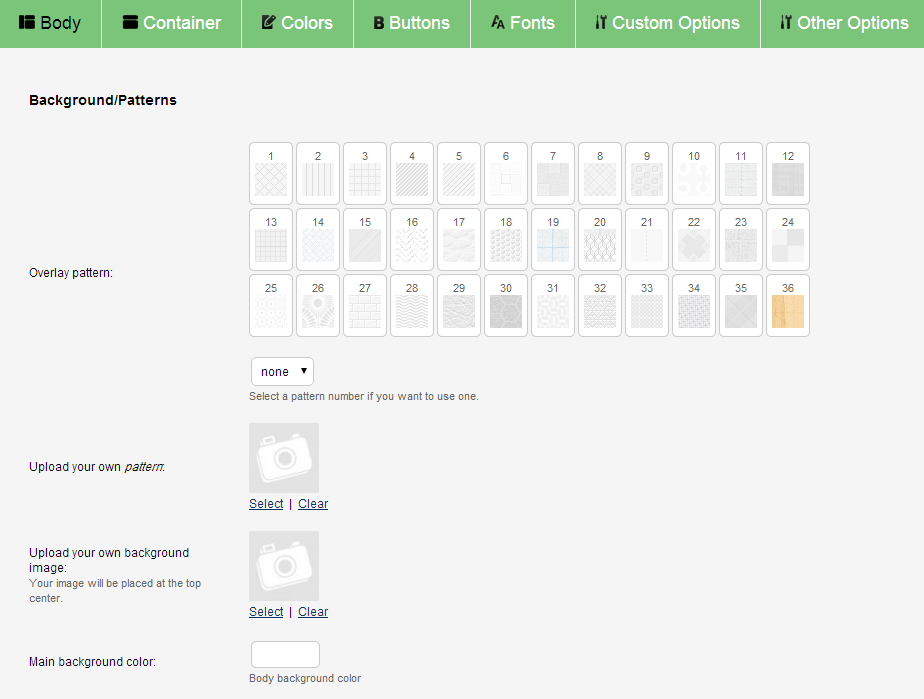 Body Container Colors Buttons Fonts Custom Options Other Options
Background/Patterns
1 2 3 4 5 6 7 8 9 10 11 12
13 14 15 16 17 18 19 20 21 22 23 24
Overlay pattern:
25 26 27 28 29 30 31 32 33 34 35 36
none
Select a pattern number if you want to use one.
Upload your own pattern:
Select | Clear
Upload your own background
image:
Your image will be placed at the top
center.
Select | Clear
Main background color:
Body background color